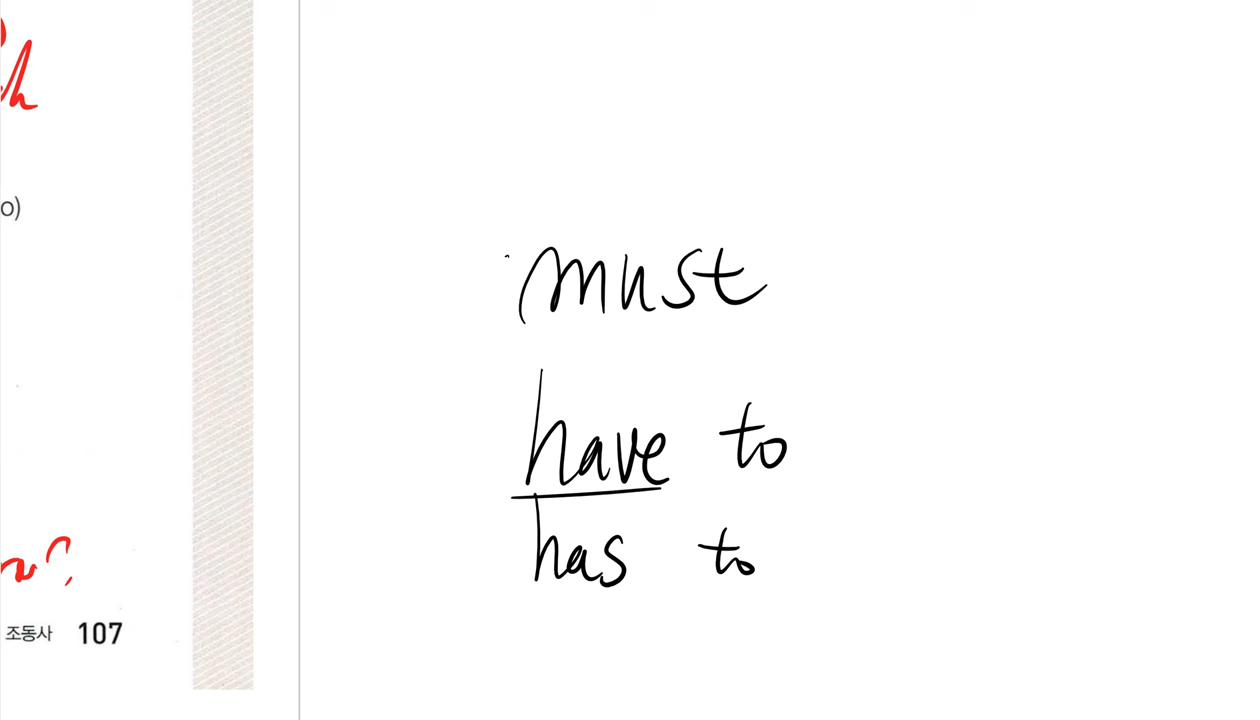 o)
must
have to
has to
조동사 107